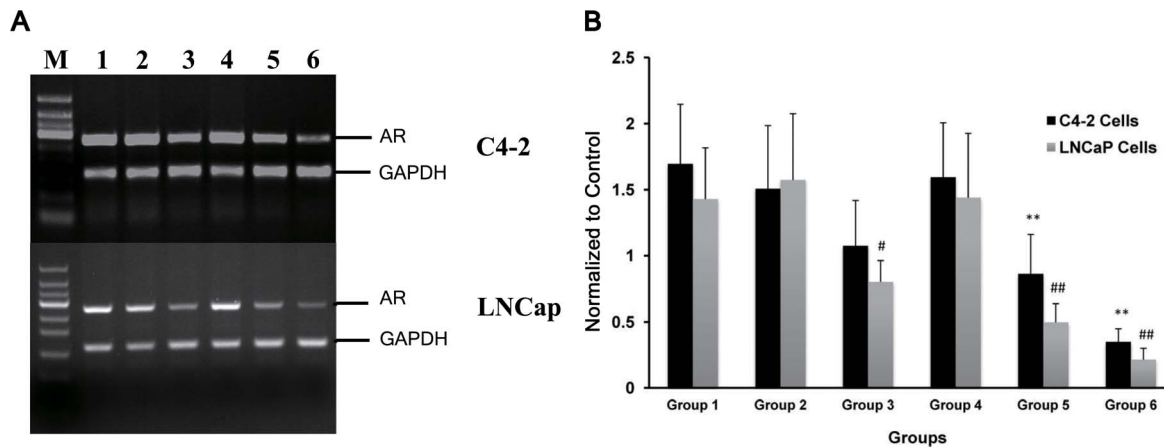 A
M 1 2 3 4 5 6
AR
GAPDH
C4-2
AR
GAPDH
LNCap
B
Normalized to Control
2.5
2
1.5
1
0.5
0
C4-2 Cells
LNCaP Cells
#
**
##
**
##
Group 1 Group 2 Group 3 Group 4 Group 5 Group 6
Groups